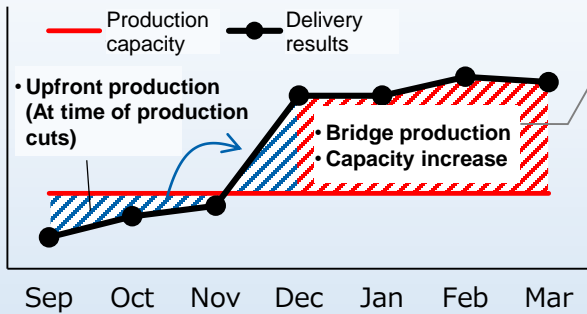 Production
capacity
Delivery
results
・Upfront production
(At time of production
cuts)
・Bridge production
・Capacity increase
Sep Oct Nov Dec Jan Feb Mar